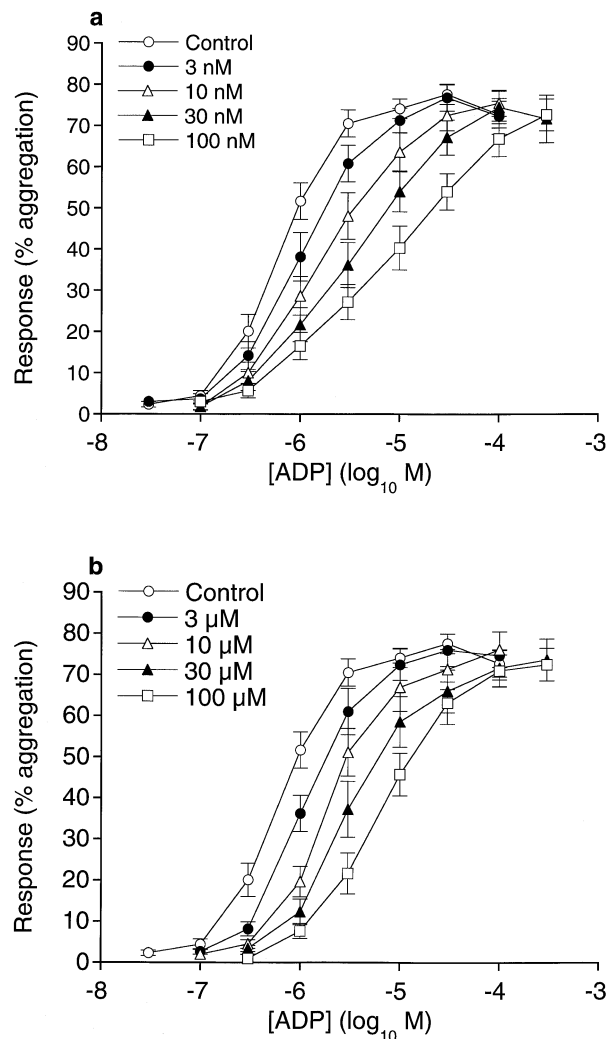 a
Control
3 nM
10 nM
30 nM
100 nM
Response (% aggregation)
90
80
70
60
50
40
30
20
10
0
-8 -7 -6 -5 -4 -3
[ADP] (log₁₀ M)
b
Control
3 µM
10 µM
30 µM
100 µM
Response (% aggregation)
90
80
70
60
50
40
30
20
10
0
-8 -7 -6 -5 -4 -3
[ADP] (log₁₀ M)